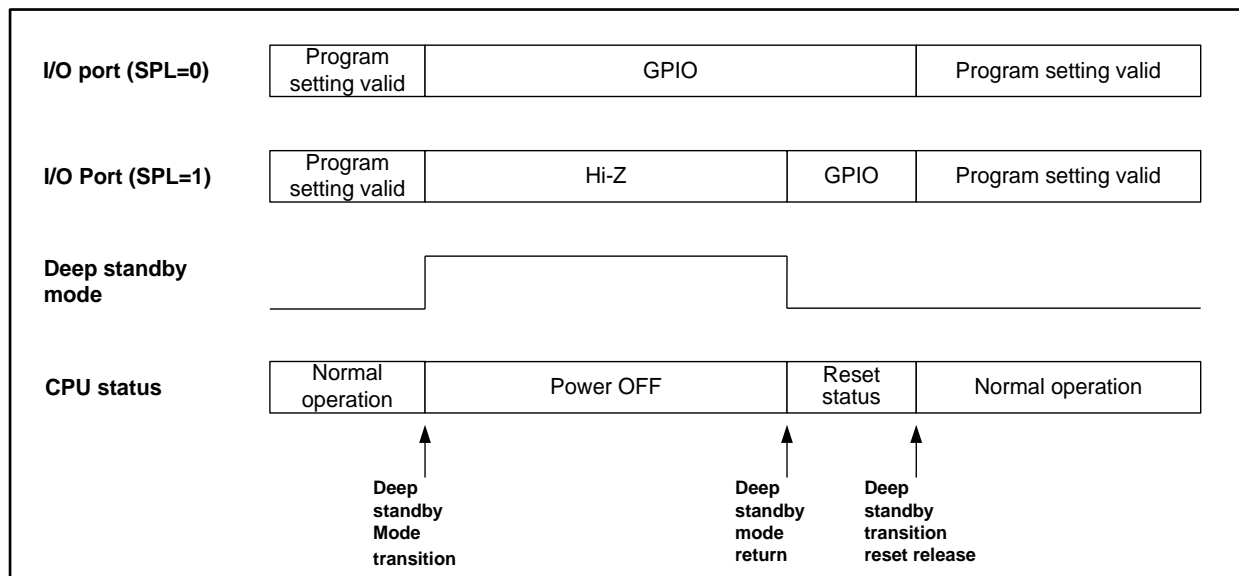 I/O port (SPL=0)
Program
setting valid
GPIO
Program setting valid
I/O Port (SPL=1)
Program
setting valid
Hi-Z
GPIO
Program setting valid
Deep standby
mode
CPU status
Normal
operation
Power OFF
Reset
status
Normal operation
Deep
standby
Mode
transition
Deep
standby
mode
return
Deep
standby
transition
reset release